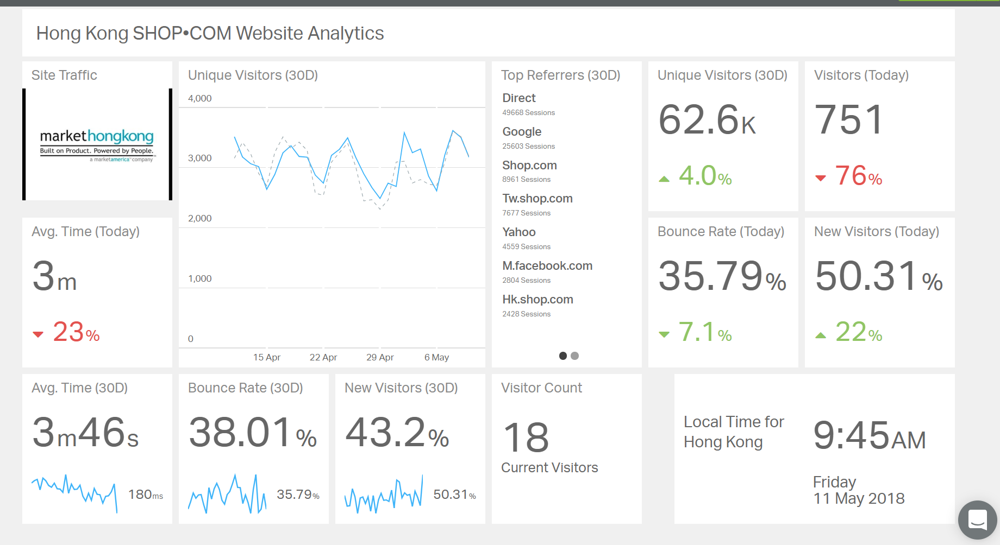 Hong Kong SHOP•COM Website Analytics
Site Traffic
markethongkong
Built on Product. Powered by People.
a marketamerica™ company
Unique Visitors (30D)
4,000
3,000
2,000
1,000
0
15 Apr 22 Apr 29 Apr 6 May
Top Referrers (30D)
Direct
49668 Sessions
Google
25603 Sessions
Shop.com
8961 Sessions
Tw.shop.com
7677 Sessions
Yahoo
4559 Sessions
M.facebook.com
2804 Sessions
Hk.shop.com
2428 Sessions
Unique Visitors (30D)
62.6K
4.0%
Visitors (Today)
751
76%
Avg. Time (Today)
3m
23%
Bounce Rate (Today)
35.79%
7.1%
New Visitors (Today)
50.31%
22%
Avg. Time (30D)
3m46s
180ms
Bounce Rate (30D)
38.01%
35.79%
New Visitors (30D)
43.2%
50.31%
Visitor Count
18
Current Visitors
Local Time for
Hong Kong
9:45AM
Friday
11 May 2018